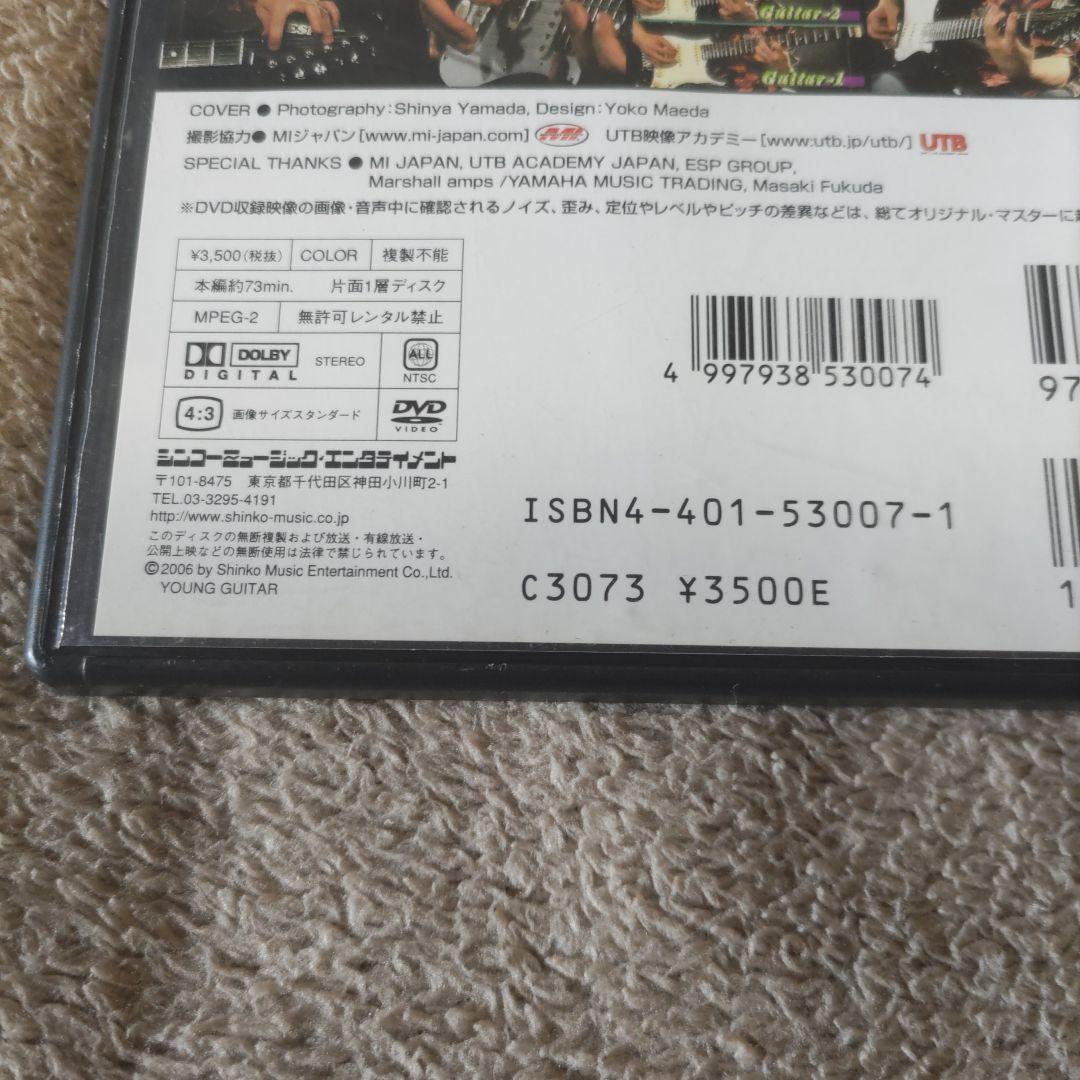 Guitar-2
Guitar-1
COVER ● Photography:Shinya Yamada, Design:Yoko Maeda
撮影協力● MIジャパン[www.mi-japan.com] MI UTB映像アカデミー[www.utb.jp/utb/] UTB
SPECIAL THANKS ● MI JAPAN, UTB ACADEMY JAPAN, ESP GROUP,
Marshall amps /YAMAHA MUSIC TRADING, Masaki Fukuda
※DVD収録映像の画像・音声中に確認されるノイズ、歪み、定位やレベルやピッチの差異などは、総てオリジナル・マスターに
¥3,500(税抜) COLOR 複製不能
本編約73min. 片面1層ディスク
MPEG-2 無許可レンタル禁止
DOLBY DIGITAL STEREO ALL NTSC
4:3 画像サイズスタンダード DVD VIDEO
シンコーミュージック・エンタテイメント
〒101-8475 東京都千代田区神田小川町2-1
TEL.03-3295-4191
http://www.shinko-music.co.jp
このディスクの無断複製および放送・有線放送・
公開上映などの無断使用は法律で禁じられています。
©2006 by Shinko Music Entertainment Co.,Ltd.
YOUNG GUITAR
4 997938 530074
97
ISBN4-401-53007-1
C3073 ¥3500E
1